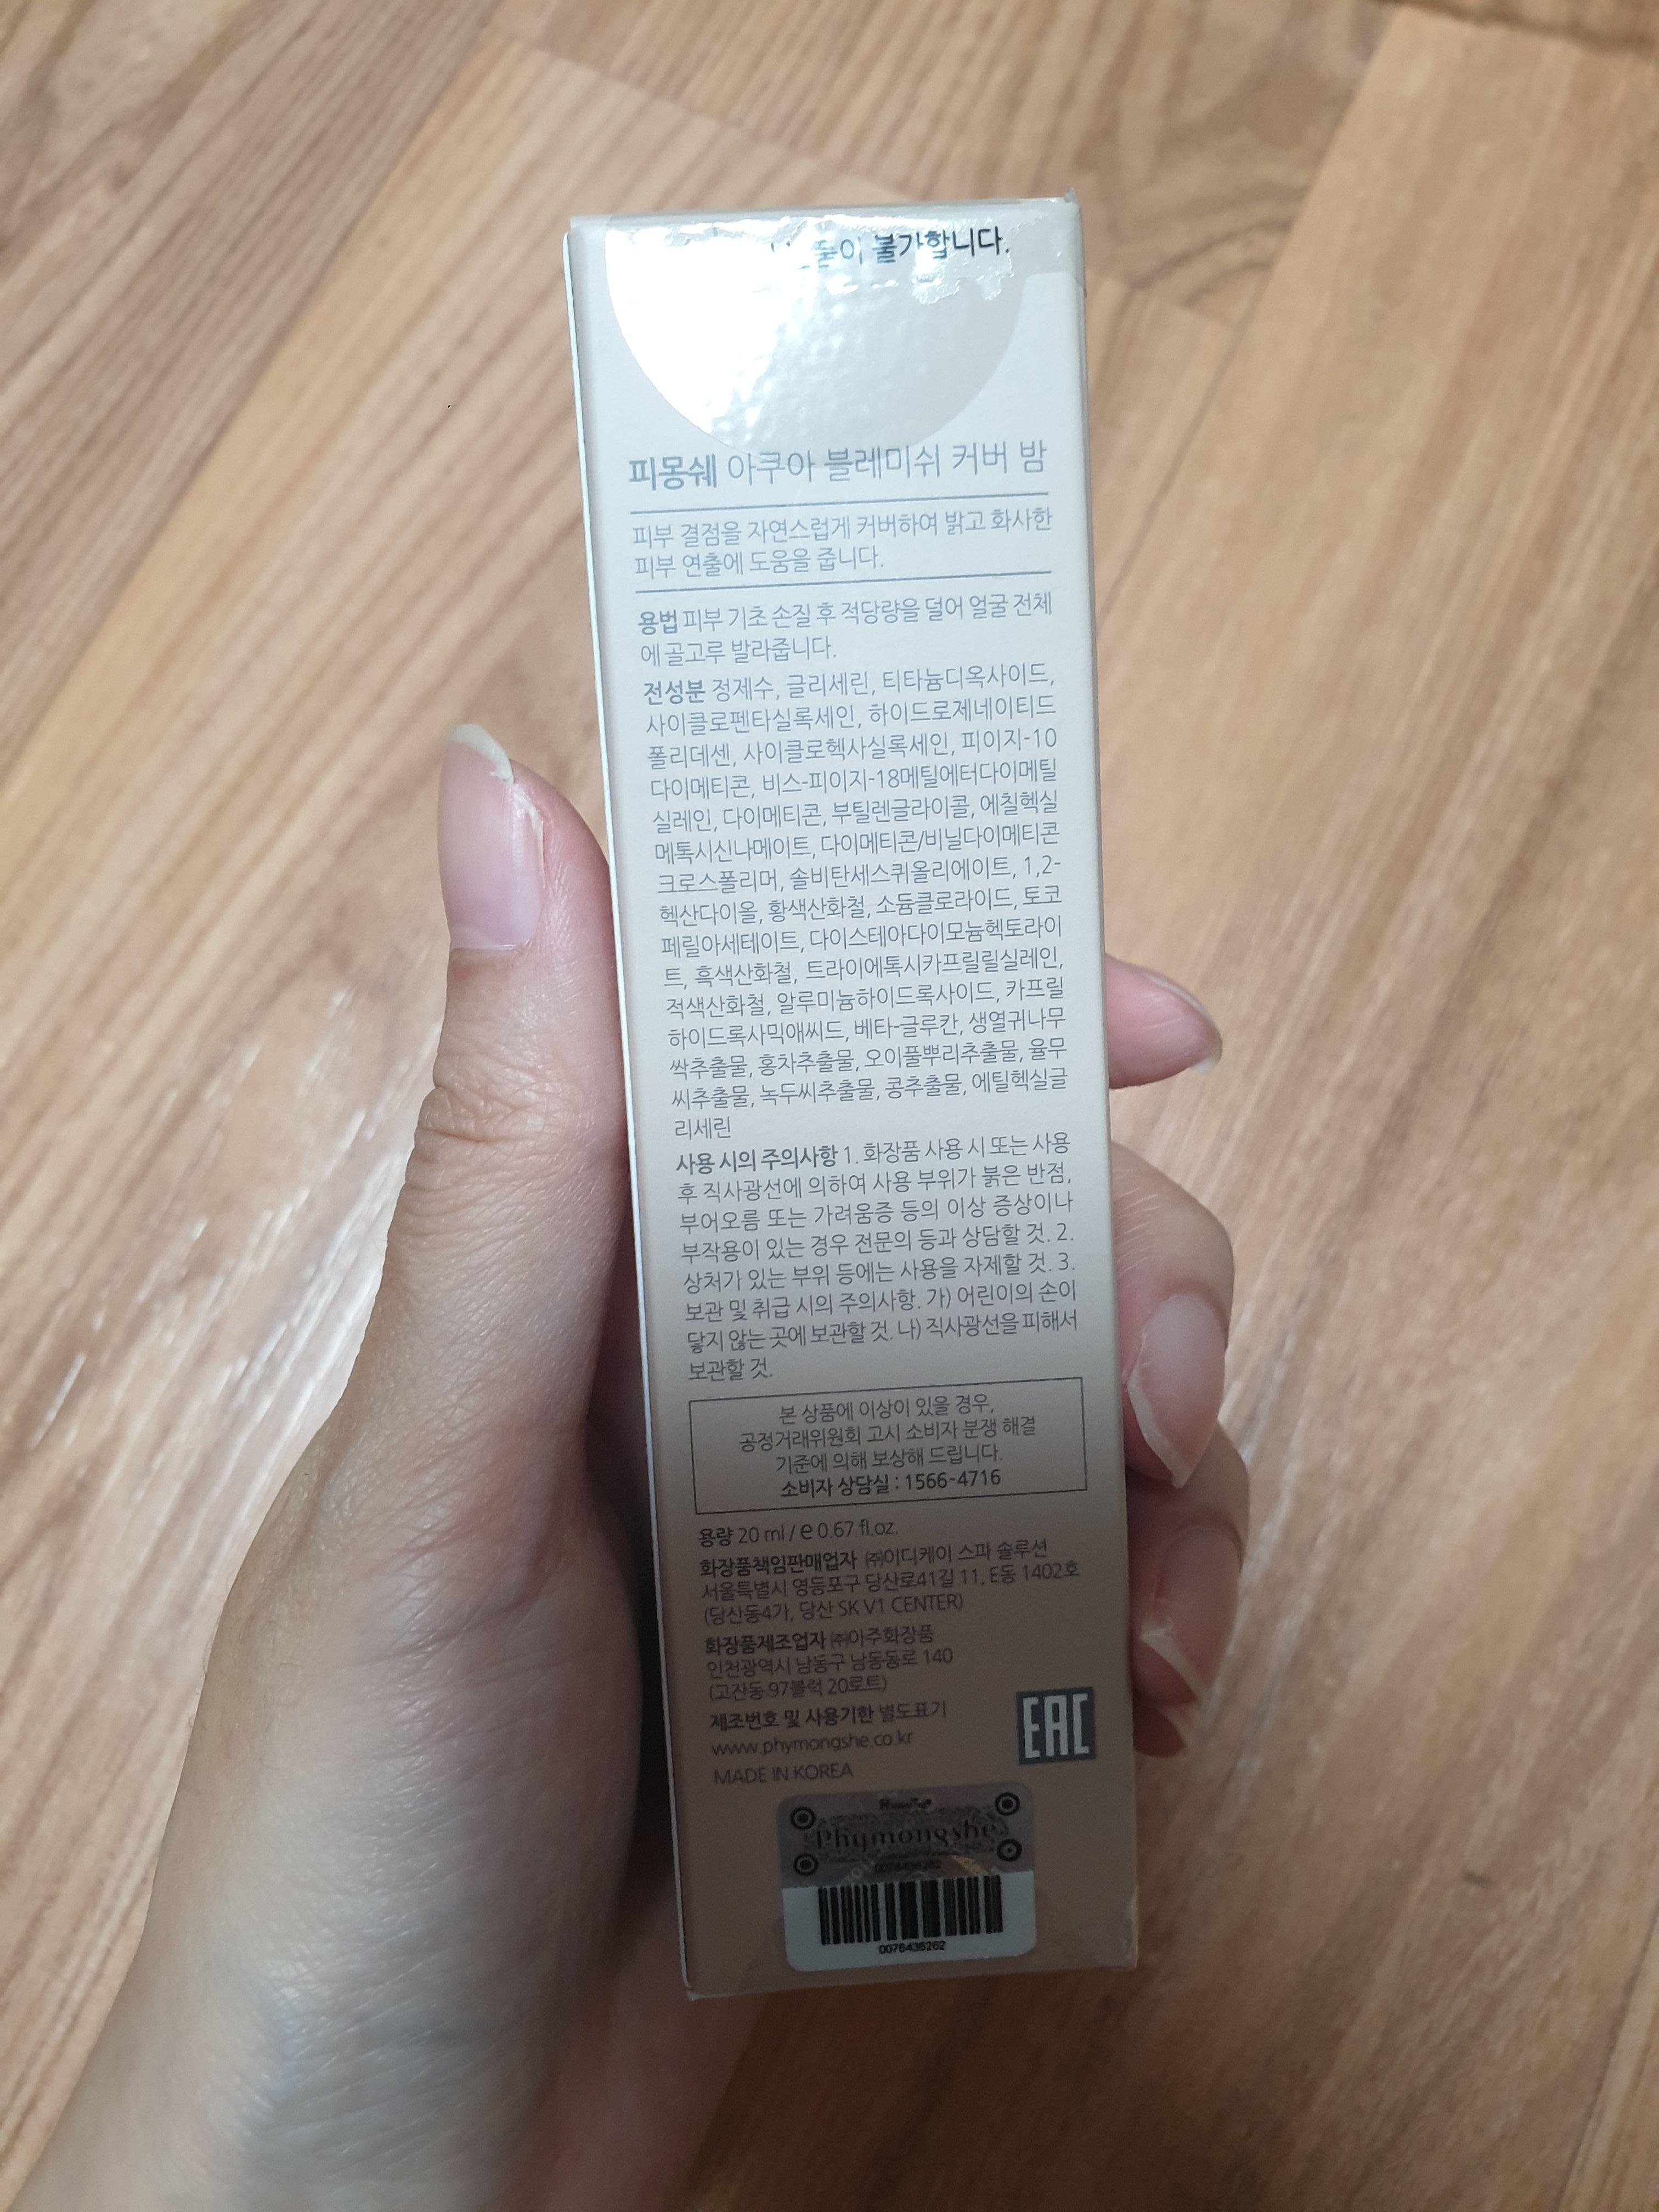 불가합니다.
피몽쉐 아쿠아 블레미쉬 커버 밤
피부 결점을 자연스럽게 커버하여 밝고 화사한
피부 연출에 도움을 줍니다.
용법 피부 기초 손질 후 적당량을 덜어 얼굴 전체
에 골고루 발라줍니다.
전성분 정제수, 글리세린, 티타늄디옥사이드,
사이클로펜타실록세인, 하이드로제네이티드
폴리데센, 사이클로헥사실록세인, 피이지-10
다이메티콘, 비스-피이지-18메틸에터다이메틸
실레인, 다이메티콘, 부틸렌글라이콜, 에칠헥실
메톡시신나메이트, 다이메티콘/비닐다이메티콘
크로스폴리머, 솔비탄세스퀴올리에이트, 1,2-
헥산다이올, 황색산화철, 소듐클로라이드, 토코
페릴아세테이트, 다이스테아다이모늄헥토라이
트, 흑색산화철, 트라이에톡시카프릴릴실레인,
적색산화철, 알루미늄하이드록사이드, 카프릴
하이드록사믹애씨드, 베타-글루칸, 생열귀나무
싹추출물, 홍차추출물, 오이풀뿌리추출물, 율무
씨추출물, 녹두씨추출물, 콩추출물, 에틸헥실글
리세린
사용 시의 주의사항 1. 화장품 사용 시 또는 사용
후 직사광선에 의하여 사용 부위가 붉은 반점,
부어오름 또는 가려움증 등의 이상 증상이나
부작용이 있는 경우 전문의 등과 상담할 것. 2.
상처가 있는 부위 등에는 사용을 자제할 것. 3.
보관 및 취급 시의 주의사항. 가) 어린이의 손이
닿지 않는 곳에 보관할 것. 나) 직사광선을 피해서
보관할 것.
본 상품에 이상이 있을 경우,
공정거래위원회 고시 소비자 분쟁 해결
기준에 의해 보상해 드립니다.
소비자 상담실 : 1566-4716
용량 20 ml / e 0.67 fl.oz.
화장품책임판매업자 ㈜이디케이 스파 솔루션
서울특별시 영등포구 당산로41길 11, E동 1402호
(당산동4가, 당산 SK V1 CENTER)
화장품제조업자 ㈜아주화장품
인천광역시 남동구 남동동로 140
(고잔동 97블럭 20로트)
제조번호 및 사용기한 별도표기
www.phymongshe.co.kr
MADE IN KOREA
EAC
Phymongshe
0076436262
0076436262